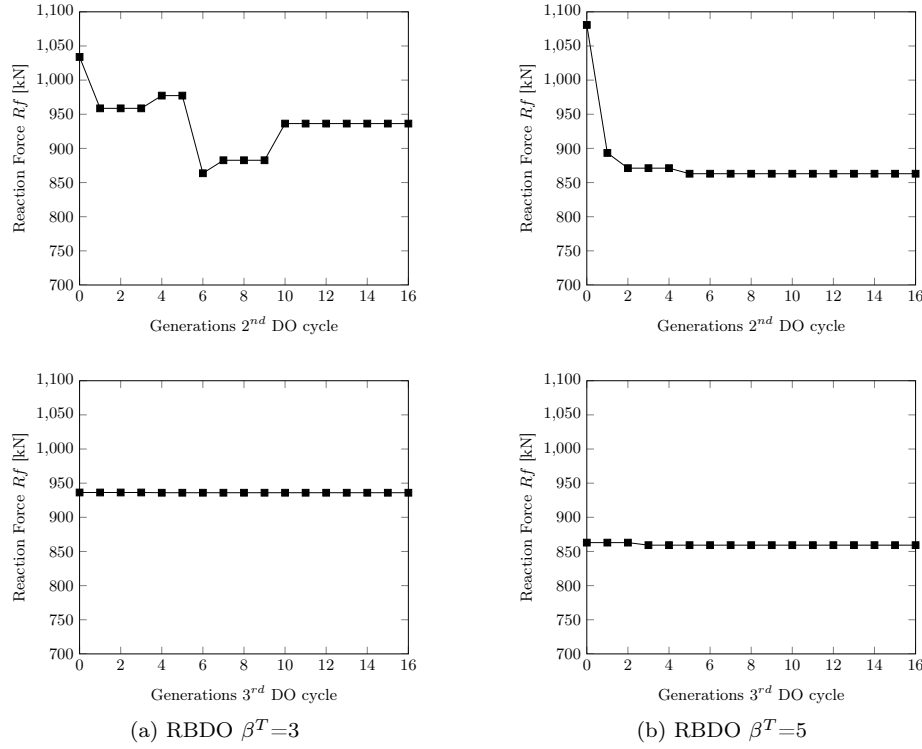 1,100
1,050
1,000
950
900
850
800
750
700
Reaction Force Rf [kN]
0 2 4 6 8 10 12 14 16
Generations 2nd DO cycle
1,100
1,050
1,000
950
900
850
800
750
700
Reaction Force Rf [kN]
0 2 4 6 8 10 12 14 16
Generations 2nd DO cycle
1,100
1,050
1,000
950
900
850
800
750
700
Reaction Force Rf [kN]
0 2 4 6 8 10 12 14 16
Generations 3rd DO cycle
1,100
1,050
1,000
950
900
850
800
750
700
Reaction Force Rf [kN]
0 2 4 6 8 10 12 14 16
Generations 3rd DO cycle
(a) RBDO β^T=3
(b) RBDO β^T=5